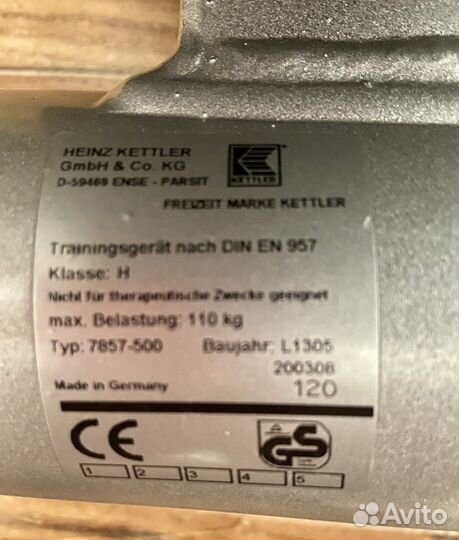 HEINZ KETTLER
GmbH & Co. KG
D-59469 ENSE - PARSIT
KETTLER
FREIZEIT MARKE KETTLER
Trainingsgerät nach DIN EN 957
Klasse: H
Nicht für therapeutische Zwecke geeignet
max. Belastung: 110 kg
Typ: 7857-500 Baujahr: L1305
200306
Made in Germany 120
CE GS
1 2 3 4 5
Avito